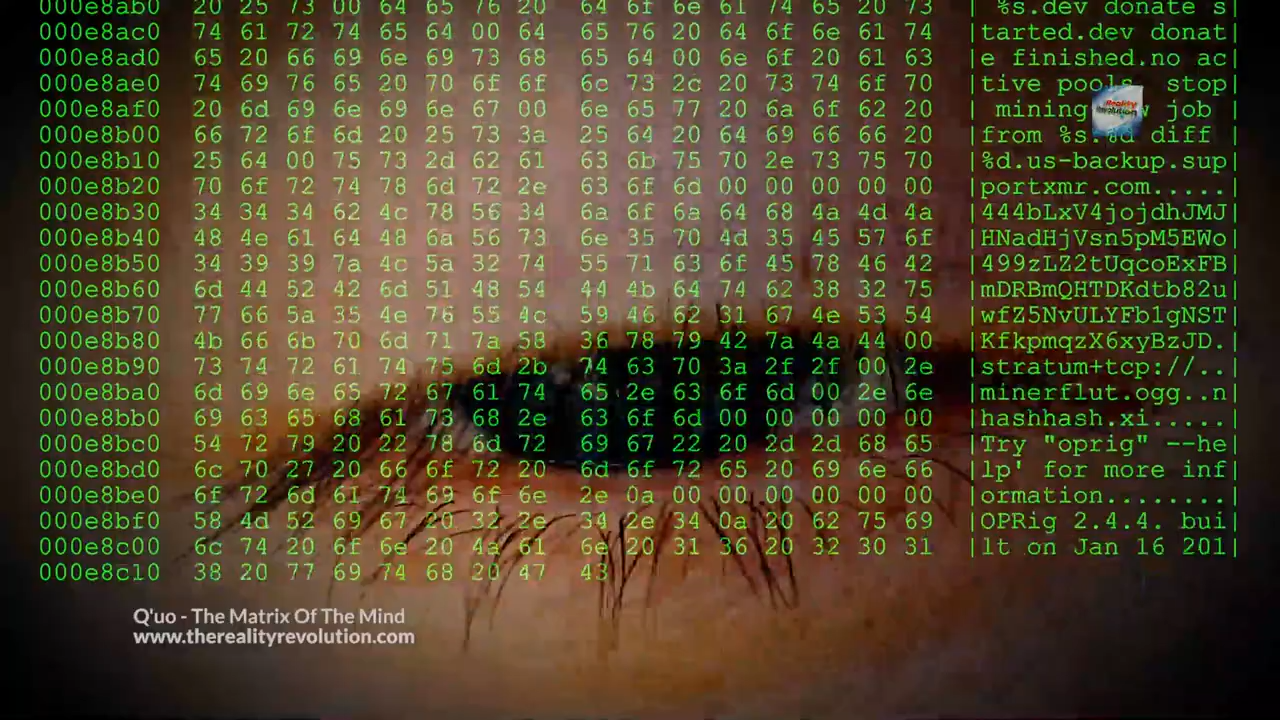 000e8ab0 20 25 73 00 64 65 76 20 64 6f 6e 61 74 65 20 73 | %s.dev donate s|
000e8ac0 74 61 72 74 65 64 00 64 65 76 20 64 6f 6e 61 74 |tarted.dev donat|
000e8ad0 65 20 66 69 6e 69 73 68 65 64 00 6e 6f 20 61 63 |e finished.no ac|
000e8ae0 74 69 76 65 20 70 6f 6f 6c 73 2c 20 73 74 6f 70 |tive pools, stop|
000e8af0 20 6d 69 6e 69 6e 67 00 6e 65 77 20 6a 6f 62 20 | mining w job |
Reality
Revolution
000e8b00 66 72 6f 6d 20 25 73 3a 25 64 20 64 69 66 66 20 |from %s:%d diff |
000e8b10 25 64 00 75 73 2d 62 61 63 6b 75 70 2e 73 75 70 |%d.us-backup.sup|
000e8b20 70 6f 72 74 78 6d 72 2e 63 6f 6d 00 00 00 00 00 |portxmr.com.....|
000e8b30 34 34 34 62 4c 78 56 34 6a 6f 6a 64 68 4a 4d 4a |444bLxV4jojdhJMJ|
000e8b40 48 4e 61 64 48 6a 56 73 6e 35 70 4d 35 45 57 6f |HNadHjVsn5pM5EWo|
000e8b50 34 39 39 7a 4c 5a 32 74 55 71 63 6f 45 78 46 42 |499zLZ2tUqcoExFB|
000e8b60 6d 44 52 42 6d 51 48 54 44 4b 64 74 62 38 32 75 |mDRBmQHTDKdtb82u|
000e8b70 77 66 5a 35 4e 76 55 4c 59 46 62 31 67 4e 53 54 |wfZ5NvULYFb1gNST|
000e8b80 4b 66 6b 70 6d 71 7a 58 36 78 79 42 7a 4a 44 00 |KfkpmqzX6xyBzJD.|
000e8b90 73 74 72 61 74 75 6d 2b 74 63 70 3a 2f 2f 00 2e |stratum+tcp://..|
000e8ba0 6d 69 6e 65 72 67 61 74 65 2e 63 6f 6d 00 2e 6e |minerflut.ogg..n|
000e8bb0 69 63 65 68 61 73 68 2e 63 6f 6d 00 00 00 00 00 |hashhash.xi.....|
000e8bc0 54 72 79 20 22 78 6d 72 69 67 22 20 2d 2d 68 65 |Try "oprig" --he|
000e8bd0 6c 70 27 20 66 6f 72 20 6d 6f 72 65 20 69 6e 66 |lp' for more inf|
000e8be0 6f 72 6d 61 74 69 6f 6e 2e 0a 00 00 00 00 00 00 |ormation........|
000e8bf0 58 4d 52 69 67 20 32 2e 34 2e 34 0a 20 62 75 69 |OPRig 2.4.4. bui|
000e8c00 6c 74 20 6f 6e 20 4a 61 6e 20 31 36 20 32 30 31 |lt on Jan 16 201|
000e8c10 38 20 77 69 74 68 20 47 43
Q'uo - The Matrix Of The Mind
www.therealityrevolution.com